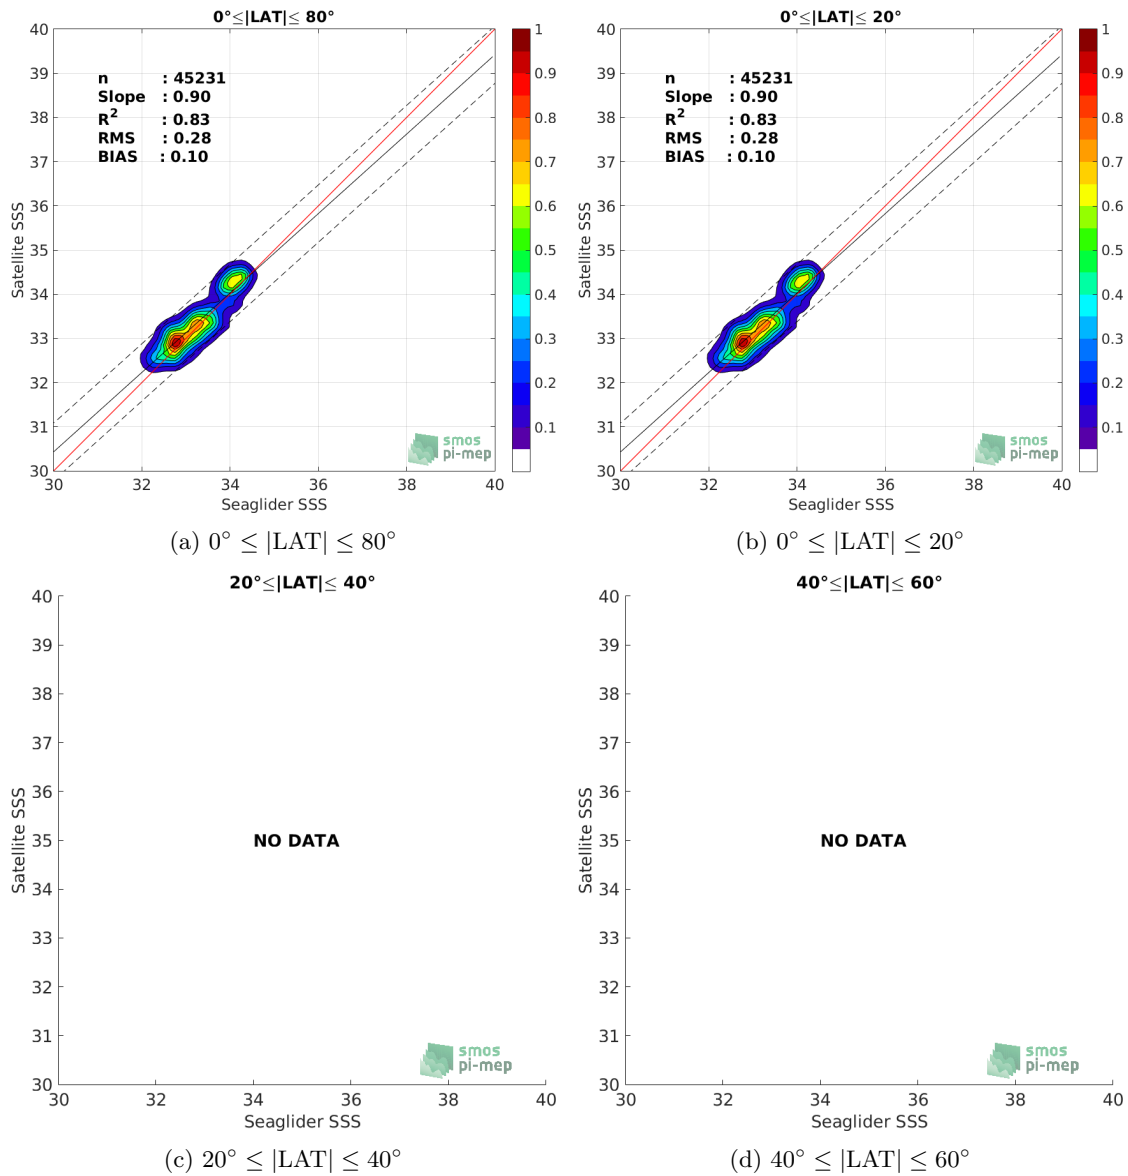 0°≤|LAT|≤ 80°
40
39
38
37
36
35
34
33
32
31
30
Satellite SSS
n : 45231
Slope : 0.90
R² : 0.83
RMS : 0.28
BIAS : 0.10
smos
pi-mep
30 32 34 36 38 40
Seaglider SSS
1
0.9
0.8
0.7
0.6
0.5
0.4
0.3
0.2
0.1
(a) 0° ≤ |LAT| ≤ 80°
0°≤|LAT|≤ 20°
40
39
38
37
36
35
34
33
32
31
30
Satellite SSS
n : 45231
Slope : 0.90
R² : 0.83
RMS : 0.28
BIAS : 0.10
smos
pi-mep
30 32 34 36 38 40
Seaglider SSS
1
0.9
0.8
0.7
0.6
0.5
0.4
0.3
0.2
0.1
(b) 0° ≤ |LAT| ≤ 20°
20°≤|LAT|≤ 40°
40
39
38
37
36
35
34
33
32
31
30
Satellite SSS
NO DATA
smos
pi-mep
30 32 34 36 38 40
Seaglider SSS
(c) 20° ≤ |LAT| ≤ 40°
40°≤|LAT|≤ 60°
40
39
38
37
36
35
34
33
32
31
30
Satellite SSS
NO DATA
smos
pi-mep
30 32 34 36 38 40
Seaglider SSS
(d) 40° ≤ |LAT| ≤ 60°